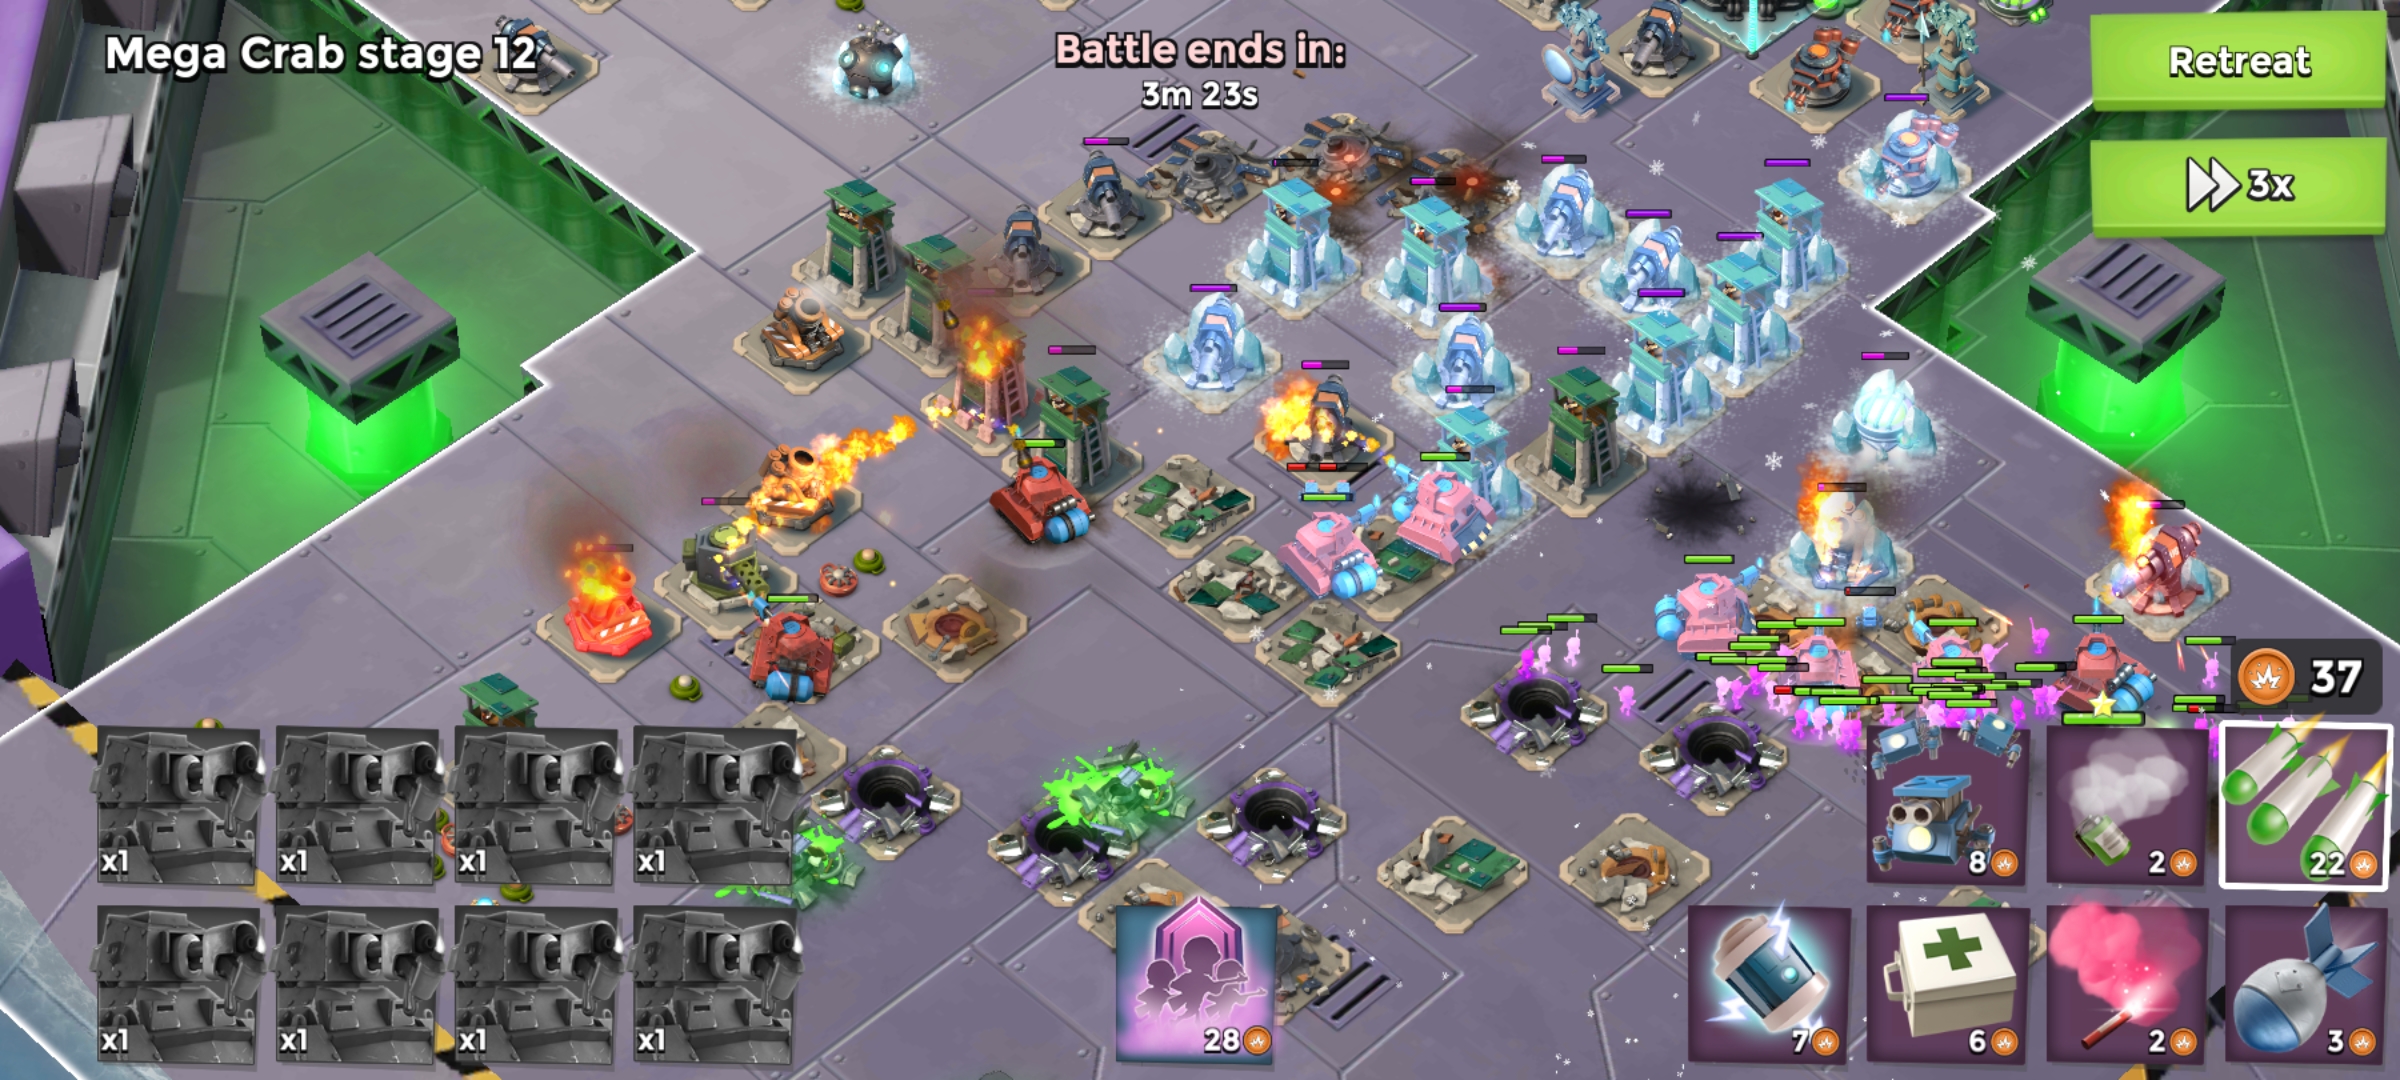 Mega Crab stage 12
Battle ends in:
3m 23s
Retreat
3x
37
x1 x1 x1 x1
8 2 22
x1 x1 x1 x1
28
7 6 2 3